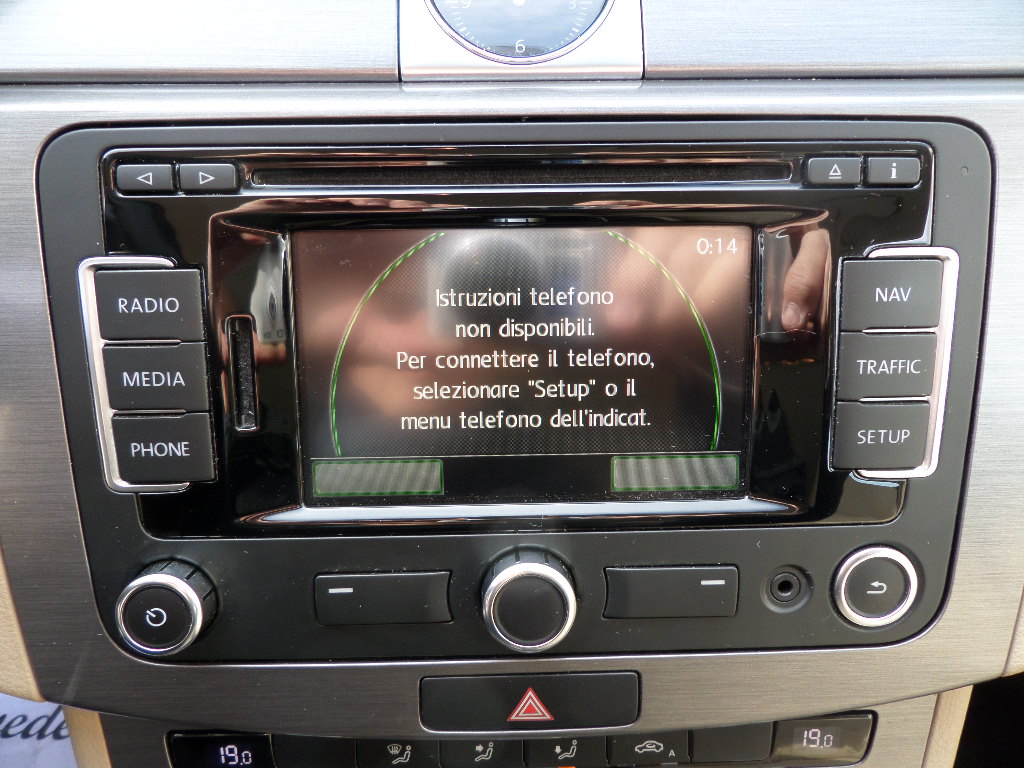 6
i
0:14
RADIO
MEDIA
PHONE
Istruzioni telefono
non disponibili.
Per connettere il telefono,
selezionare "Setup" o il
menu telefono dell'indicat.
NAV
TRAFFIC
SETUP
A
19.0
19.0